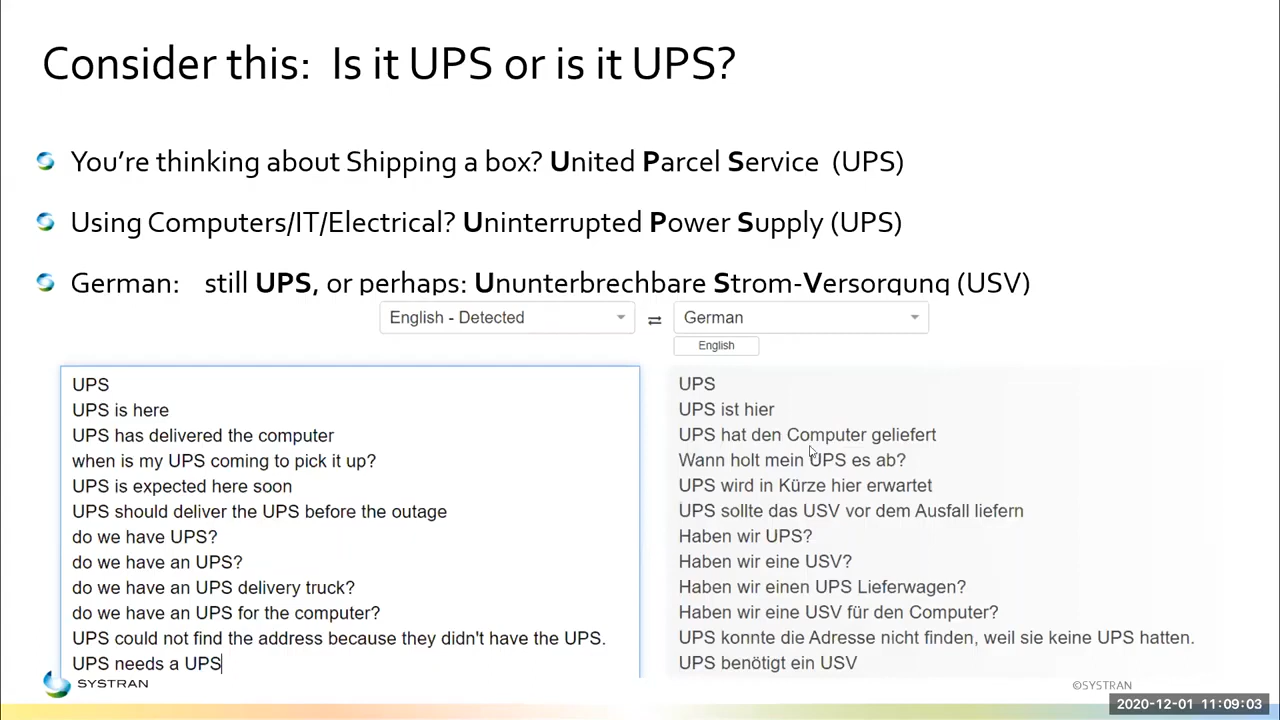 Consider this: Is it UPS or is it UPS?
You're thinking about Shipping a box? United Parcel Service (UPS)
Using Computers/IT/Electrical? Uninterrupted Power Supply (UPS)
German: still UPS, or perhaps: Ununterbrechbare Strom-Versorgung (USV)
English - Detected
German
English
UPS
UPS is here
UPS has delivered the computer
when is my UPS coming to pick it up?
UPS is expected here soon
UPS should deliver the UPS before the outage
do we have UPS?
do we have an UPS?
do we have an UPS delivery truck?
do we have an UPS for the computer?
UPS could not find the address because they didn't have the UPS.
UPS needs a UPS
UPS
UPS ist hier
UPS hat den Computer geliefert
Wann holt mein UPS es ab?
UPS wird in Kürze hier erwartet
UPS sollte das USV vor dem Ausfall liefern
Haben wir UPS?
Haben wir eine USV?
Haben wir einen UPS Lieferwagen?
Haben wir eine USV für den Computer?
UPS konnte die Adresse nicht finden, weil sie keine UPS hatten.
UPS benötigt ein USV
SYSTRAN
©SYSTRAN
2020-12-01 11:09:03